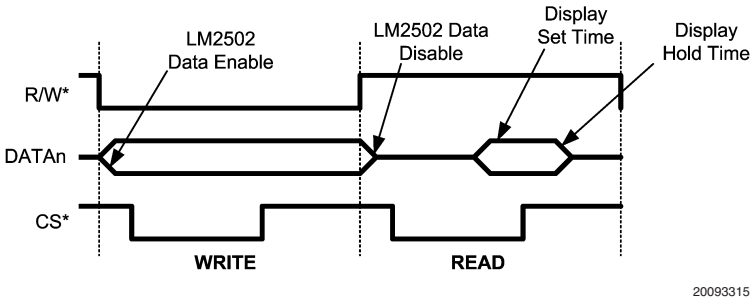 LM2502
Data Enable
LM2502 Data
Disable
Display
Set Time
Display
Hold Time
R/W*
DATAn
CS*
WRITE
READ
20093315